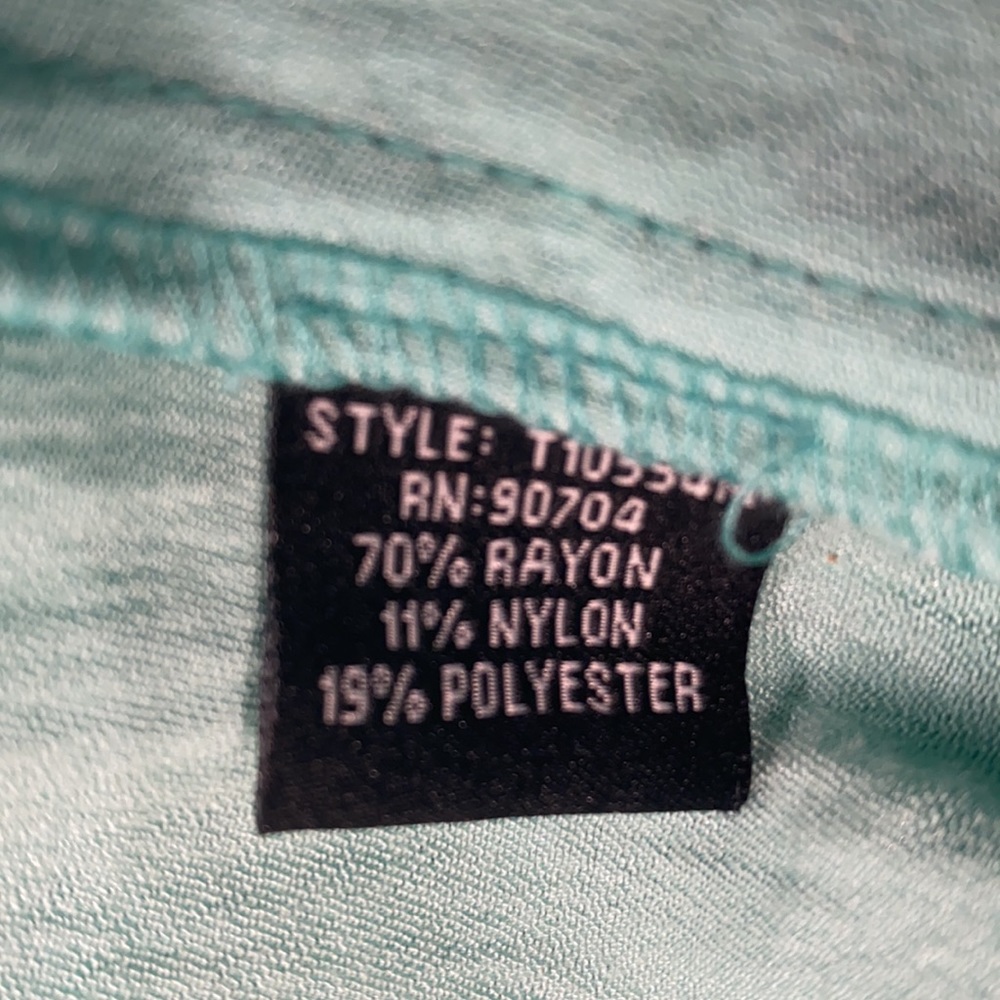 STYLE:
RN:90704
70% RAYON
11% NYLON
19% POLYESTER